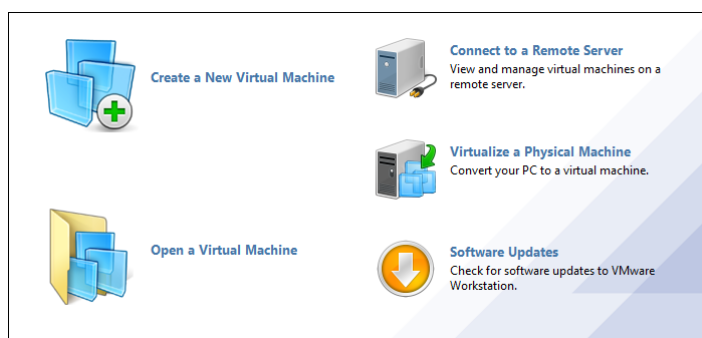 Create a New Virtual Machine
Open a Virtual Machine
Connect to a Remote Server
View and manage virtual machines on a
remote server.
Virtualize a Physical Machine
Convert your PC to a virtual machine.
Software Updates
Check for software updates to VMware
Workstation.